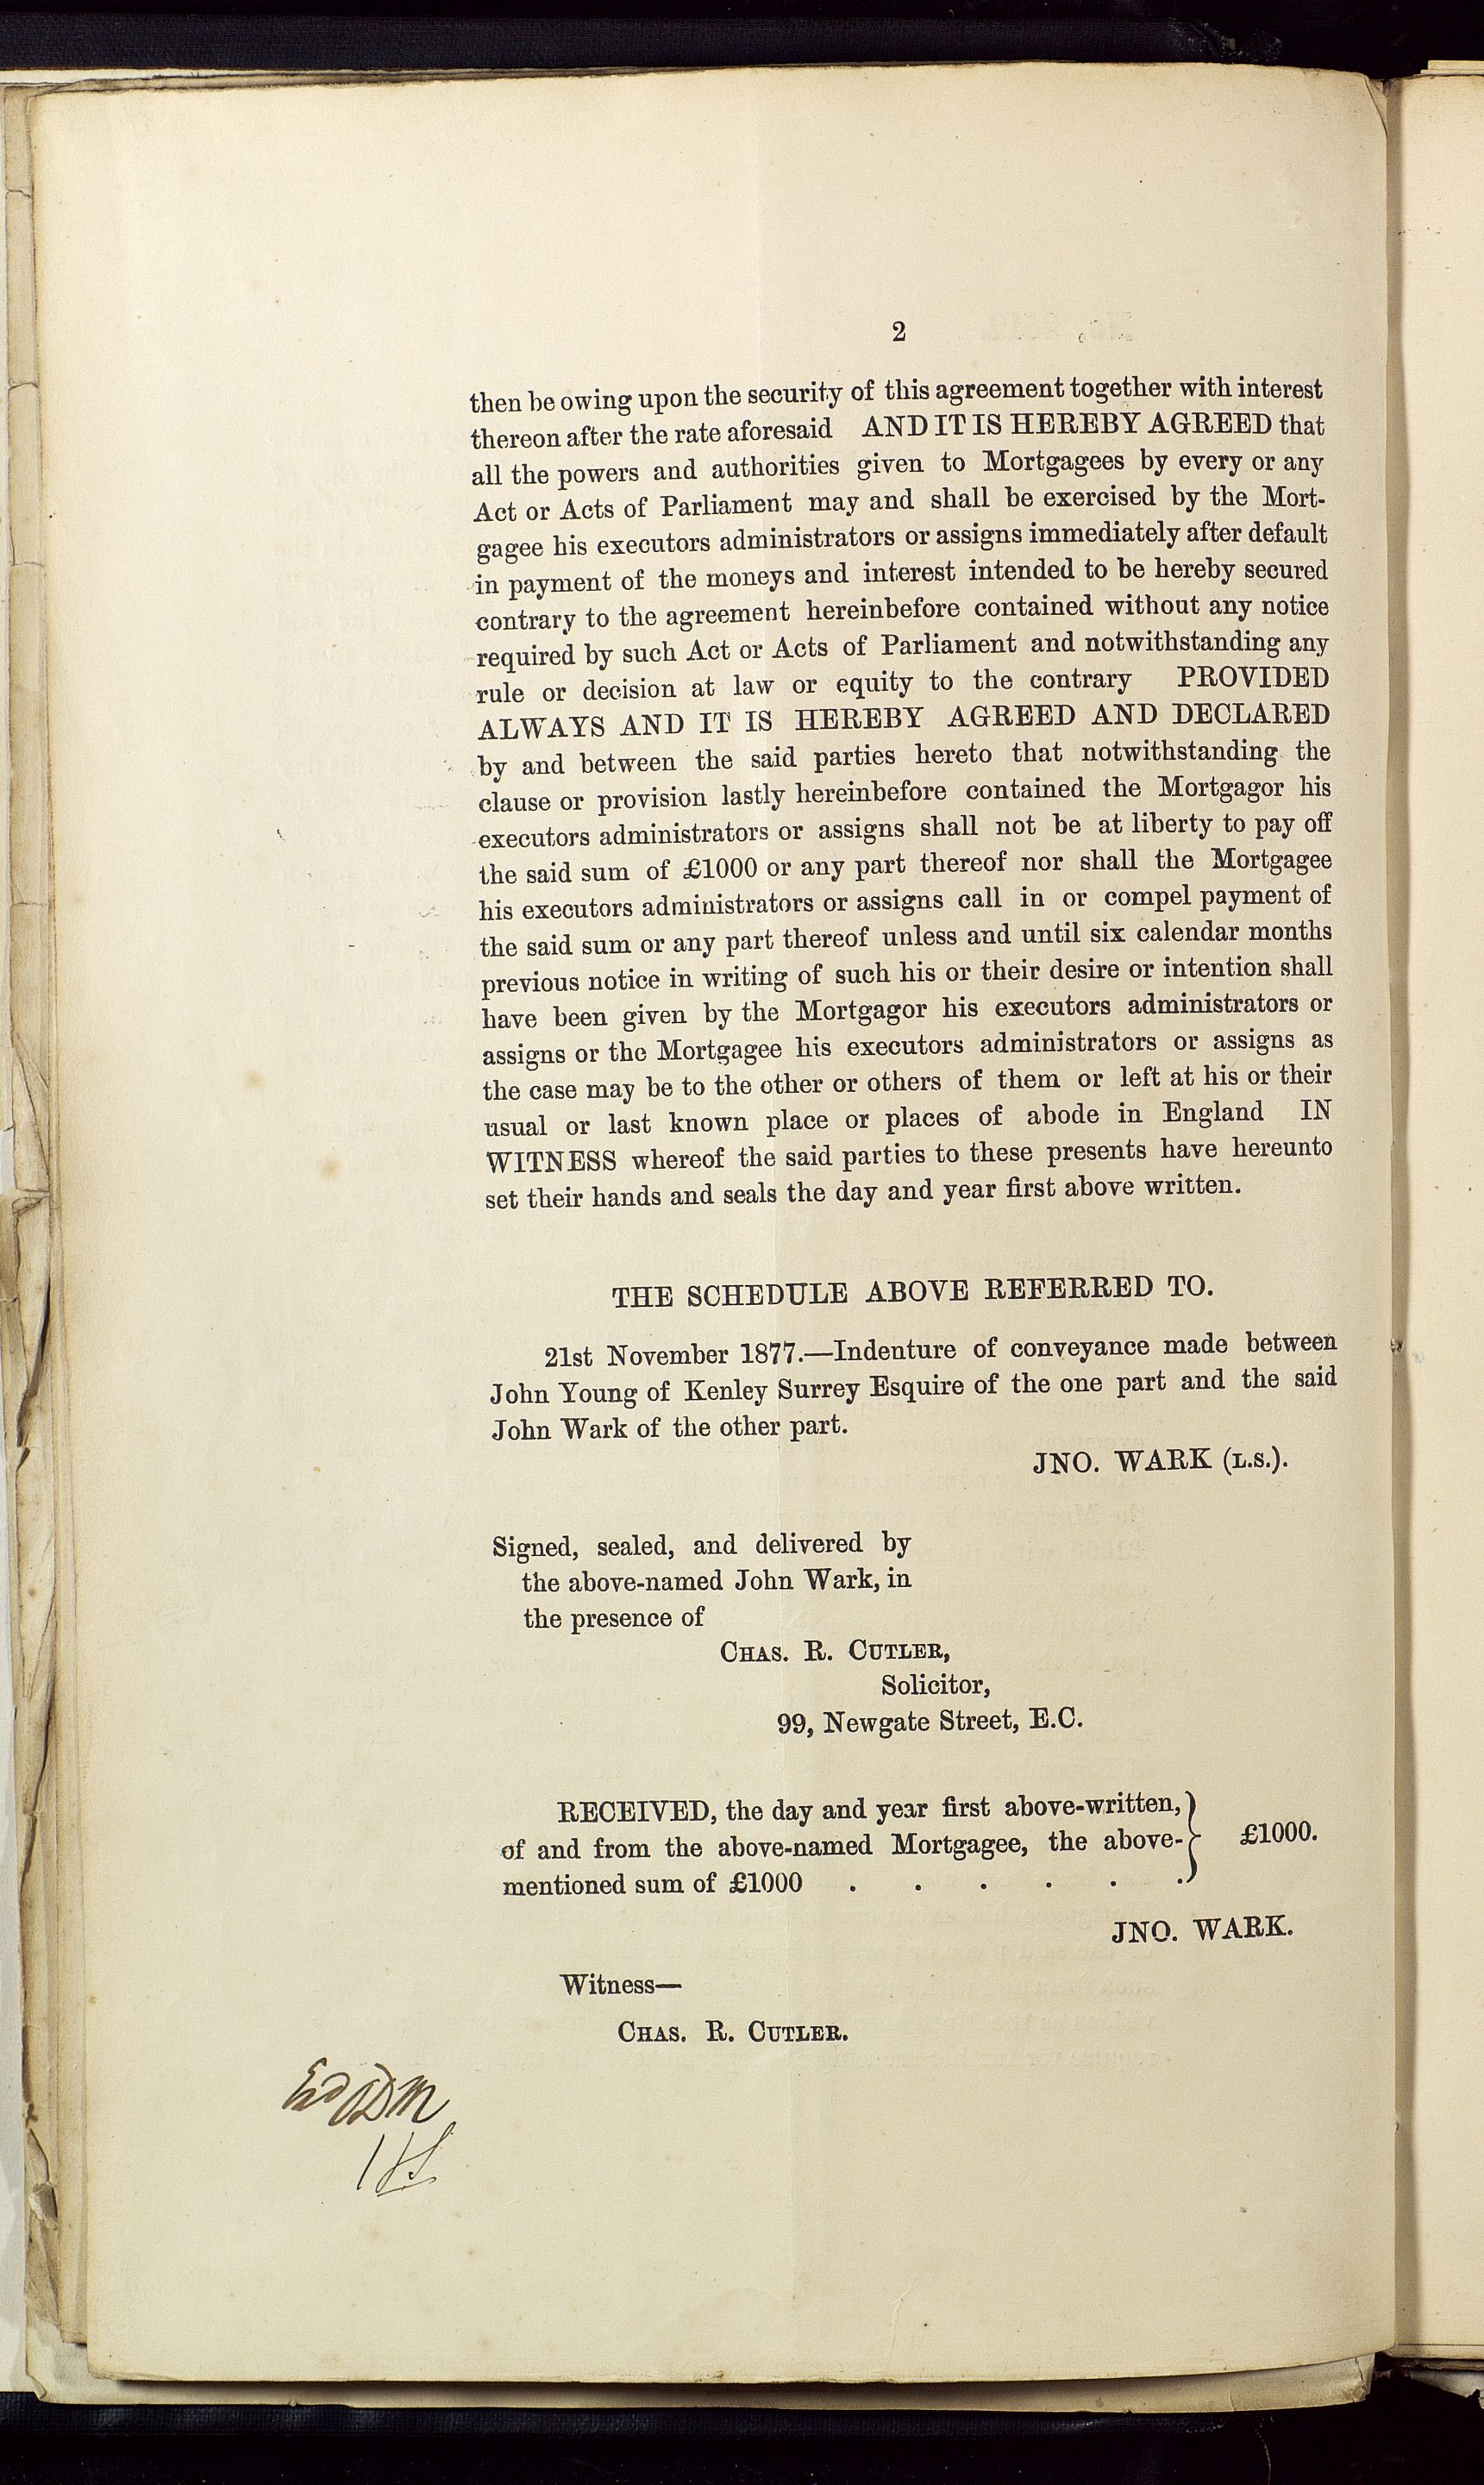 2
then be owing upon the security of this agreement together with interest
thereon after the rate aforesaid AND IT IS HEREBY AGREED that
all the powers and authorities given to Mortgagees by every or any
Act or Acts of Parliament may and shall be exercised by the Mort-
gagee his executors administrators or assigns immediately after default
in payment of the moneys and interest intended to be hereby secured
contrary to the agreement hereinbefore contained without any notice
required by such Act or Acts of Parliament and notwithstanding any
rule or decision at law or equity to the contrary PROVIDED
ALWAYS AND IT IS HEREBY AGREED AND DECLARED
by and between the said parties hereto that notwithstanding the
clause or provision lastly hereinbefore contained the Mortgagor his
executors administrators or assigns shall not be at liberty to pay off
the said sum of £1000 or any part thereof nor shall the Mortgagee
his executors administrators or assigns call in or compel payment of
the said sum or any part thereof unless and until six calendar months
previous notice in writing of such his or their desire or intention shall
have been given by the Mortgagor his executors administrators or
assigns or the Mortgagee his executors administrators or assigns as
the case may be to the other or others of them or left at his or their
usual or last known place or places of abode in England IN
WITNESS whereof the said parties to these presents have hereunto
set their hands and seals the day and year first above written.
THE SCHEDULE ABOVE REFERRED TO.
21st November 1877.—Indenture of conveyance made between
John Young of Kenley Surrey Esquire of the one part and the said
John Wark of the other part.
JNO. WARK (L.S.).
Signed, sealed, and delivered by
the above-named John Wark, in
the presence of
CHAS. R. CUTLER,
Solicitor,
99, Newgate Street, E.C.
RECEIVED, the day and year first above-written,
of and from the above-named Mortgagee, the above- £1000.
mentioned sum of £1000 . . . . . .
JNO. WARK.
Witness—
CHAS. R. CUTLER.